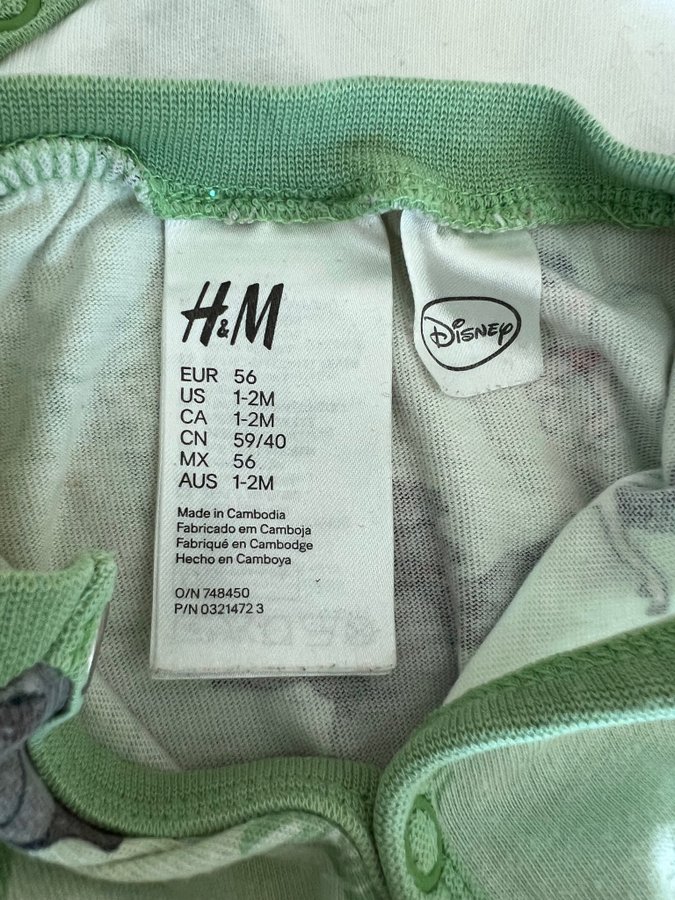 H&M
EUR 56
US 1-2M
CA 1-2M
CN 59/40
MX 56
AUS 1-2M
Made in Cambodia
Fabricado em Camboja
Fabriqué en Cambodge
Hecho en Camboya
O/N 748450
P/N 0321472 3
Disney